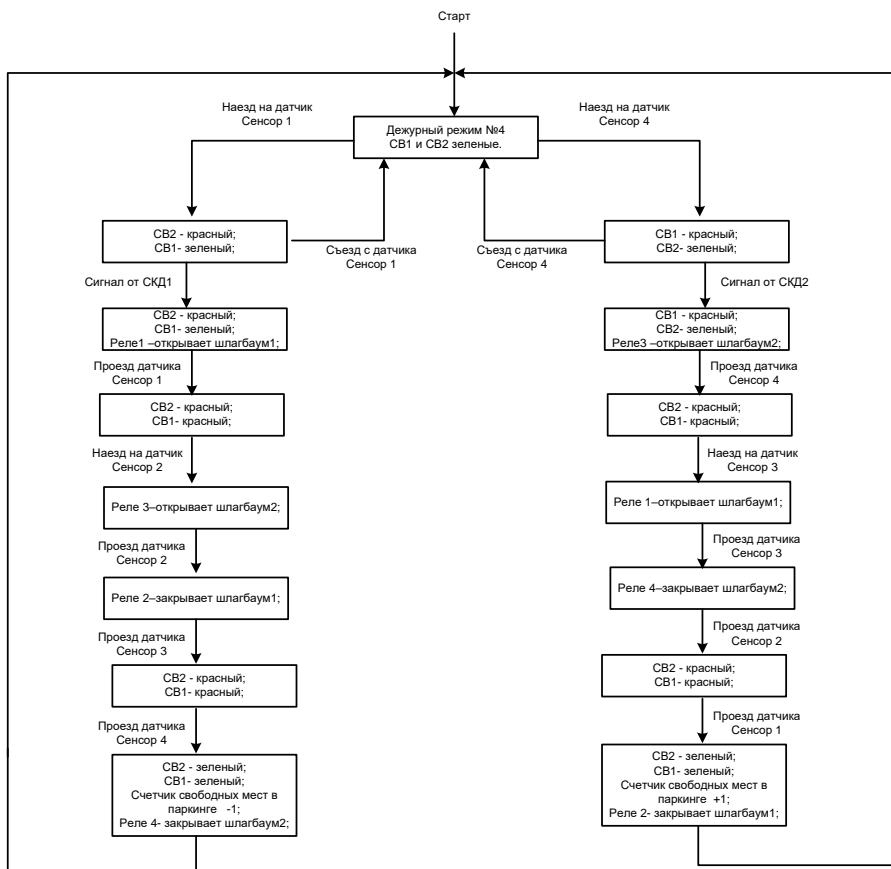 Старт
Наезд на датчик
Сенсор 1
Наезд на датчик
Сенсор 4
Дежурный режим №4
СВ1 и СВ2 зеленые.
СВ2 - красный;
СВ1- зеленый;
Съезд с датчика
Сенсор 1
Съезд с датчика
Сенсор 4
СВ1 - красный;
СВ2- зеленый;
Сигнал от СКД1
СВ2 - красный;
СВ1- зеленый;
Реле1 –открывает шлагбаум1;
Проезд датчика
Сенсор 1
СВ2 - красный;
СВ1- красный;
Наезд на датчик
Сенсор 2
Реле 3–открывает шлагбаум2;
Проезд датчика
Сенсор 2
Реле 2–закрывает шлагбаум1;
Проезд датчика
Сенсор 3
СВ2 - красный;
СВ1- красный;
Проезд датчика
Сенсор 4
СВ2 - зеленый;
СВ1- зеленый;
Счетчик свободных мест в
паркинге -1;
Реле 4- закрывает шлагбаум2;
Сигнал от СКД2
СВ1 - красный;
СВ2- зеленый;
Реле3 –открывает шлагбаум2;
Проезд датчика
Сенсор 4
СВ2 - красный;
СВ1- красный;
Наезд на датчик
Сенсор 3
Реле 1–открывает шлагбаум1;
Проезд датчика
Сенсор 3
Реле 4–закрывает шлагбаум2;
Проезд датчика
Сенсор 2
СВ2 - красный;
СВ1- красный;
Проезд датчика
Сенсор 1
СВ2 - зеленый;
СВ1- зеленый;
Счетчик свободных мест в
паркинге +1;
Реле 2- закрывает шлагбаум1;